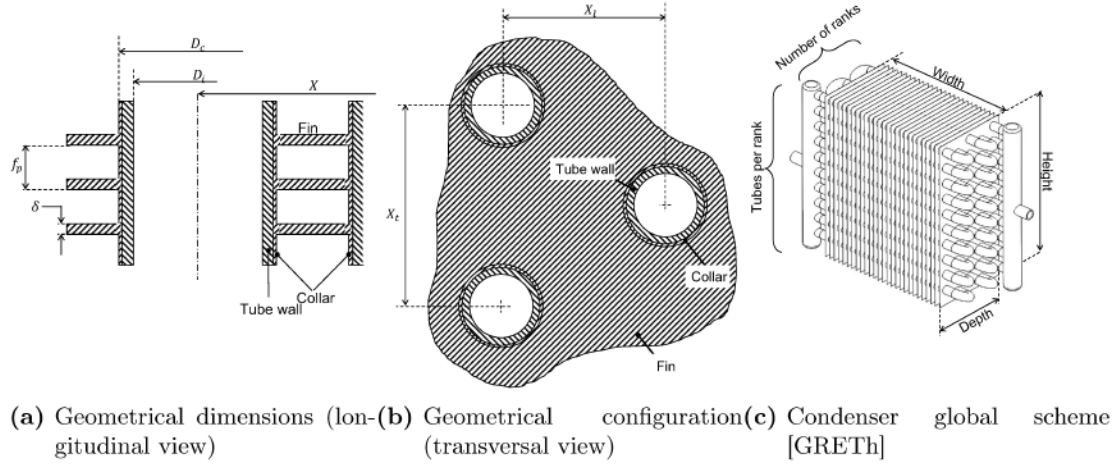 D_c
D_i
X
Fin
f_p
δ
Collar
Tube wall
X_l
X_t
Tube wall
Collar
Fin
Number of ranks
Width
Tubes per rank
Height
Depth
(a) Geometrical dimensions (lon-
gitudinal view)
(b) Geometrical configuration
(transversal view)
(c) Condenser global scheme
[GRETh]